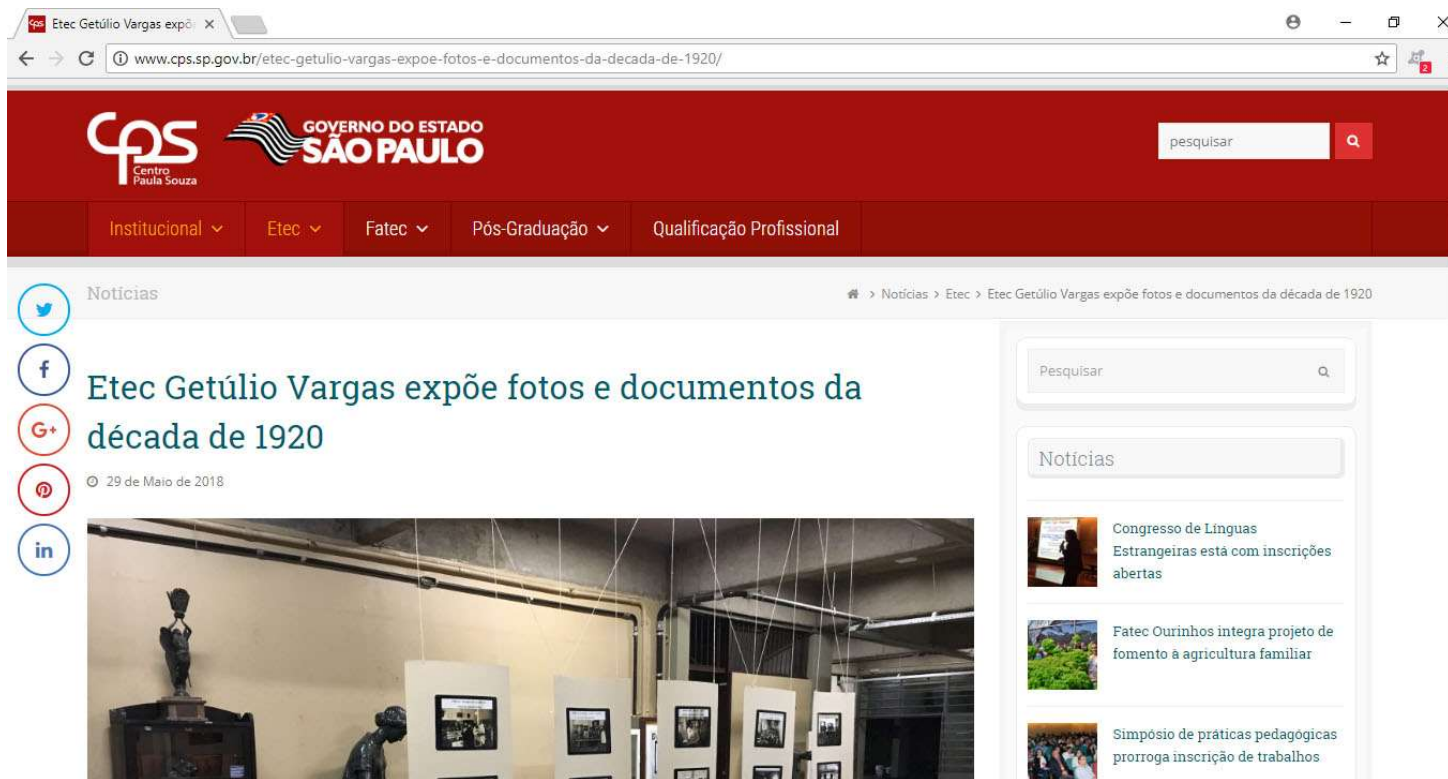 Etec Getúlio Vargas expõ
www.cps.sp.gov.br/etec-getulio-vargas-expoe-fotos-e-documentos-da-decada-de-1920/
2
cps
Centro
Paula Souza
GOVERNO DO ESTADO
SÃO PAULO
pesquisar
Institucional
Etec
Fatec
Pós-Graduação
Qualificação Profissional
Notícias
> Notícias > Etec > Etec Getúlio Vargas expõe fotos e documentos da década de 1920
f
G+
in
Etec Getúlio Vargas expõe fotos e documentos da
década de 1920
29 de Maio de 2018
Pesquisar
Notícias
Congresso de Línguas
Estrangeiras está com inscrições
abertas
Fatec Ourinhos integra projeto de
fomento à agricultura familiar
Simpósio de práticas pedagógicas
prorroga inscrição de trabalhos